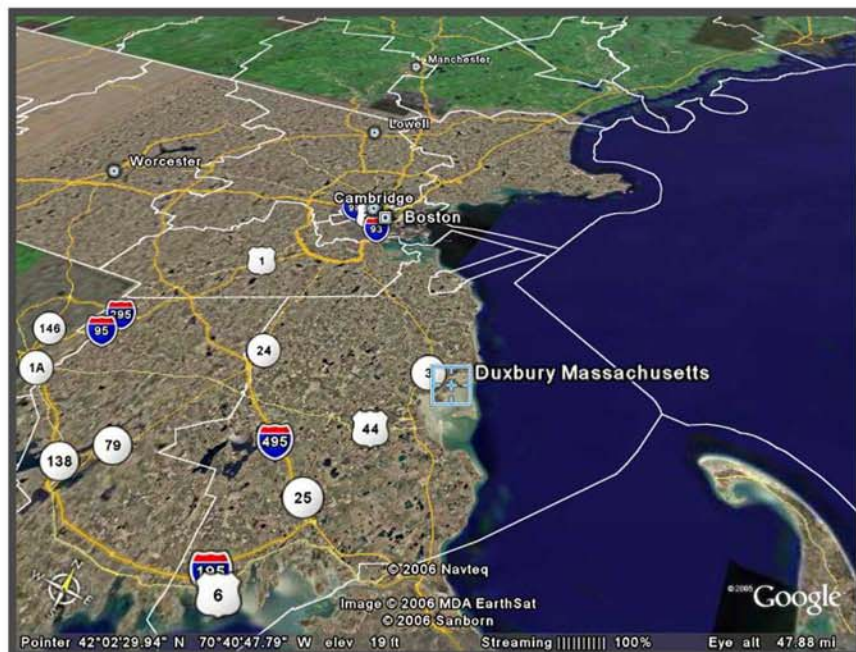 Manchester
Lowell
Worcester
Cambridge
Boston
93
1
295
95
146
24
1A
3
Duxbury Massachusetts
44
495
79
138
25
195
6
N
W
E
S
© 2006 Navteq
Image © 2006 MDA EarthSat
© 2006 Sanborn
©2005 Google
Pointer 42°02'29.94" N 70°40'47.79" W elev 19 ft Streaming |||||||||| 100% Eye alt 47.88 mi